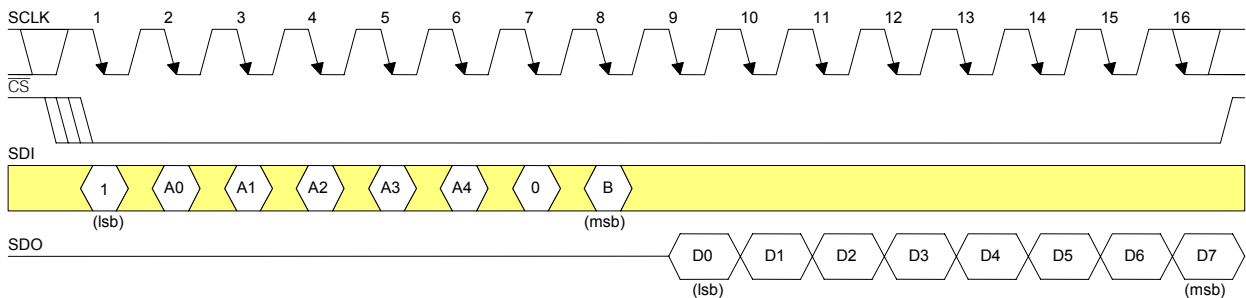 SCLK 1 2 3 4 5 6 7 8 9 10 11 12 13 14 15 16
CS
SDI
1 A0 A1 A2 A3 A4 0 B
(lsb) (msb)
SDO
D0 D1 D2 D3 D4 D5 D6 D7
(lsb) (msb)